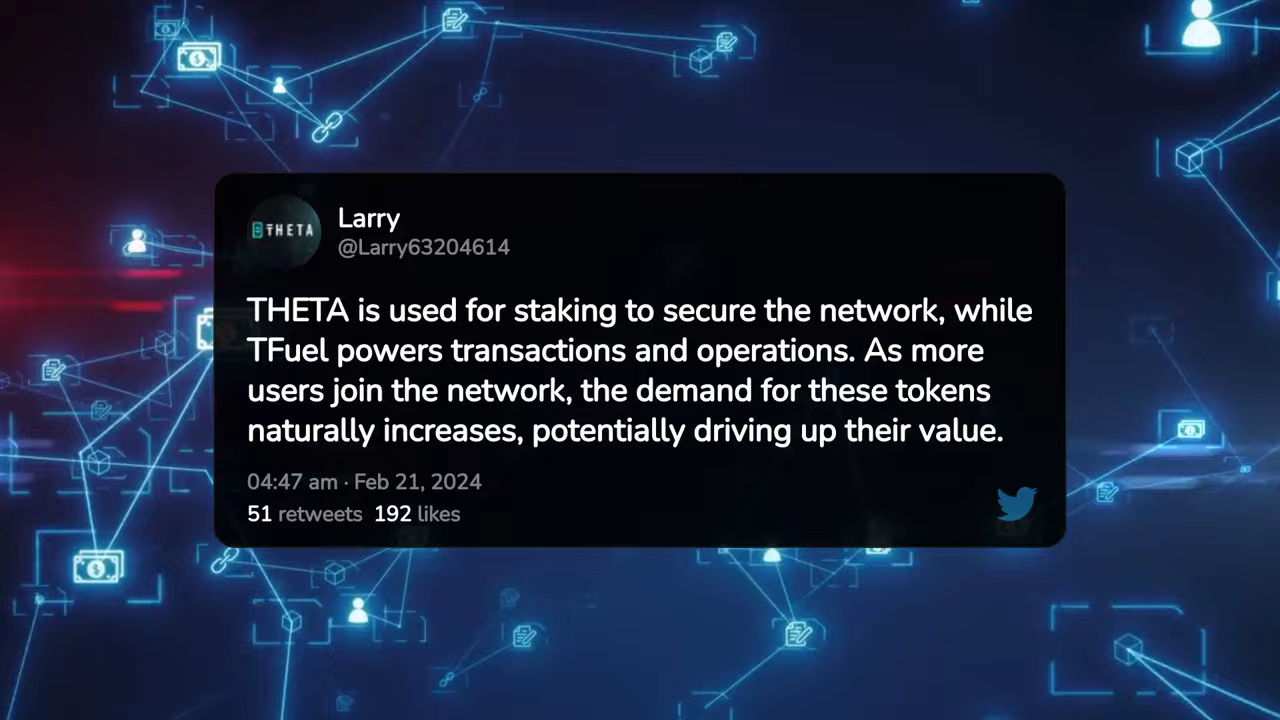 THETA
Larry
@Larry63204614
THETA is used for staking to secure the network, while
TFuel powers transactions and operations. As more
users join the network, the demand for these tokens
naturally increases, potentially driving up their value.
04:47 am · Feb 21, 2024
51 retweets 192 likes